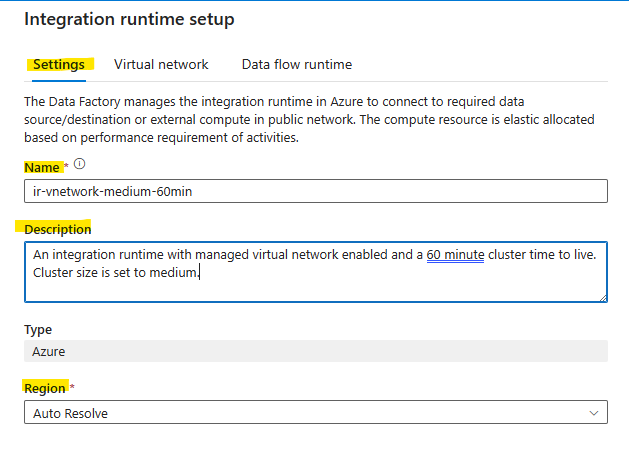 Integration runtime setup
Settings Virtual network Data flow runtime
The Data Factory manages the integration runtime in Azure to connect to required data
source/destination or external compute in public network. The compute resource is elastic allocated
based on performance requirement of activities.
Name *
ir-vnetwork-medium-60min
Description
An integration runtime with managed virtual network enabled and a 60 minute cluster time to live.
Cluster size is set to medium.
Type
Azure
Region *
Auto Resolve